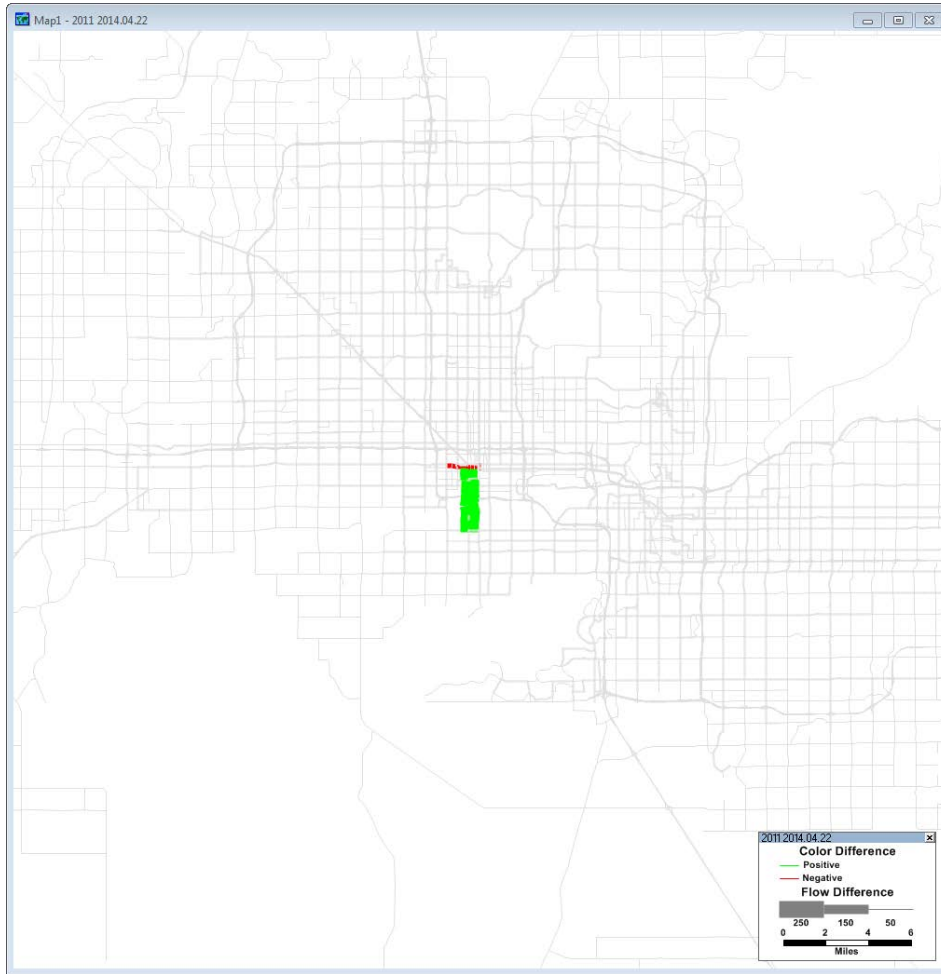 Map1 - 2011 2014.04.22
2011 2014.04.22
Color Difference
Positive
Negative
Flow Difference
250 150 50
0 2 4 6
Miles